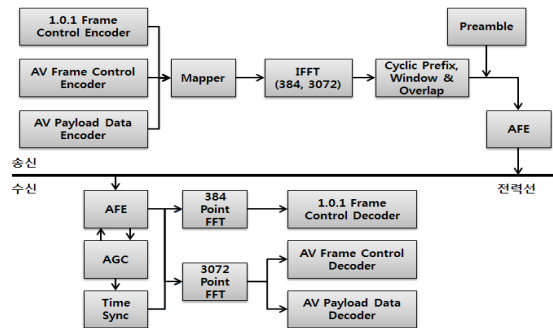 1.0.1 Frame
Control Encoder
AV Frame Control
Encoder
AV Payload Data
Encoder
Mapper
IFFT
(384, 3072)
Cyclic Prefix,
Window &
Overlap
Preamble
AFE
송신
수신
전력선
AFE
AGC
Time
Sync
384
Point
FFT
3072
Point
FFT
1.0.1 Frame
Control Decoder
AV Frame Control
Decoder
AV Payload Data
Decoder